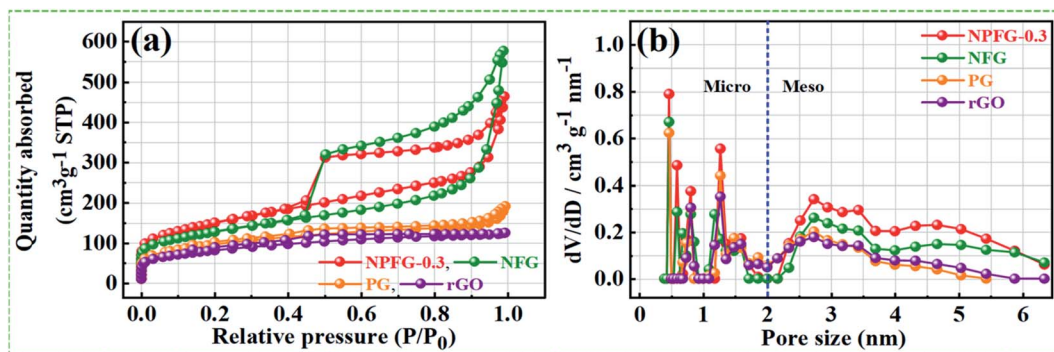 (a)
Quantity absorbed
(cm³g⁻¹ STP)
600
500
400
300
200
100
0
0.0 0.2 0.4 0.6 0.8 1.0
Relative pressure (P/P₀)
NPFG-0.3, NFG
PG, rGO
(b)
dV/dD / cm³ g⁻¹ nm⁻¹
1.0
0.8
0.6
0.4
0.2
0.0
0 1 2 3 4 5 6
Pore size (nm)
Micro Meso
NPFG-0.3
NFG
PG
rGO